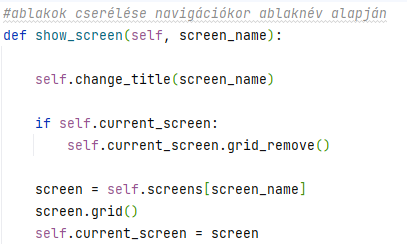 #ablakok cserélése navigációkor ablaknév alapján
def show_screen(self, screen_name):
    self.change_title(screen_name)
    if self.current_screen:
        self.current_screen.grid_remove()
    screen = self.screens[screen_name]
    screen.grid()
    self.current_screen = screen